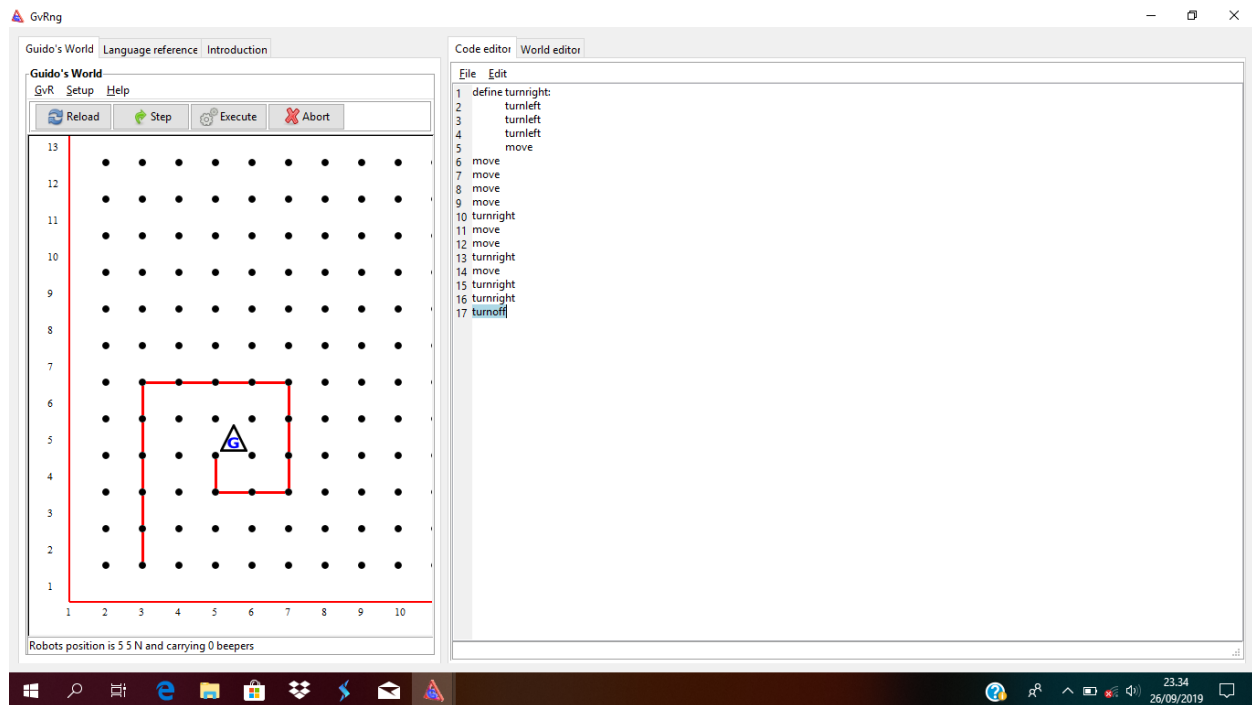 GvRng
Guido's World Language reference Introduction
Guido's World
GvR Setup Help
Reload Step Execute Abort
13
12
11
10
9
8
7
6
5
4
3
2
1
1 2 3 4 5 6 7 8 9 10
G
Robots position is 5 5 N and carrying 0 beepers
Code editor World editor
File Edit
1 define turnright:
2 turnleft
3 turnleft
4 turnleft
5 move
6 move
7 move
8 move
9 move
10 turnright
11 move
12 move
13 turnright
14 move
15 turnright
16 turnright
17 turnoff
23.34
26/09/2019